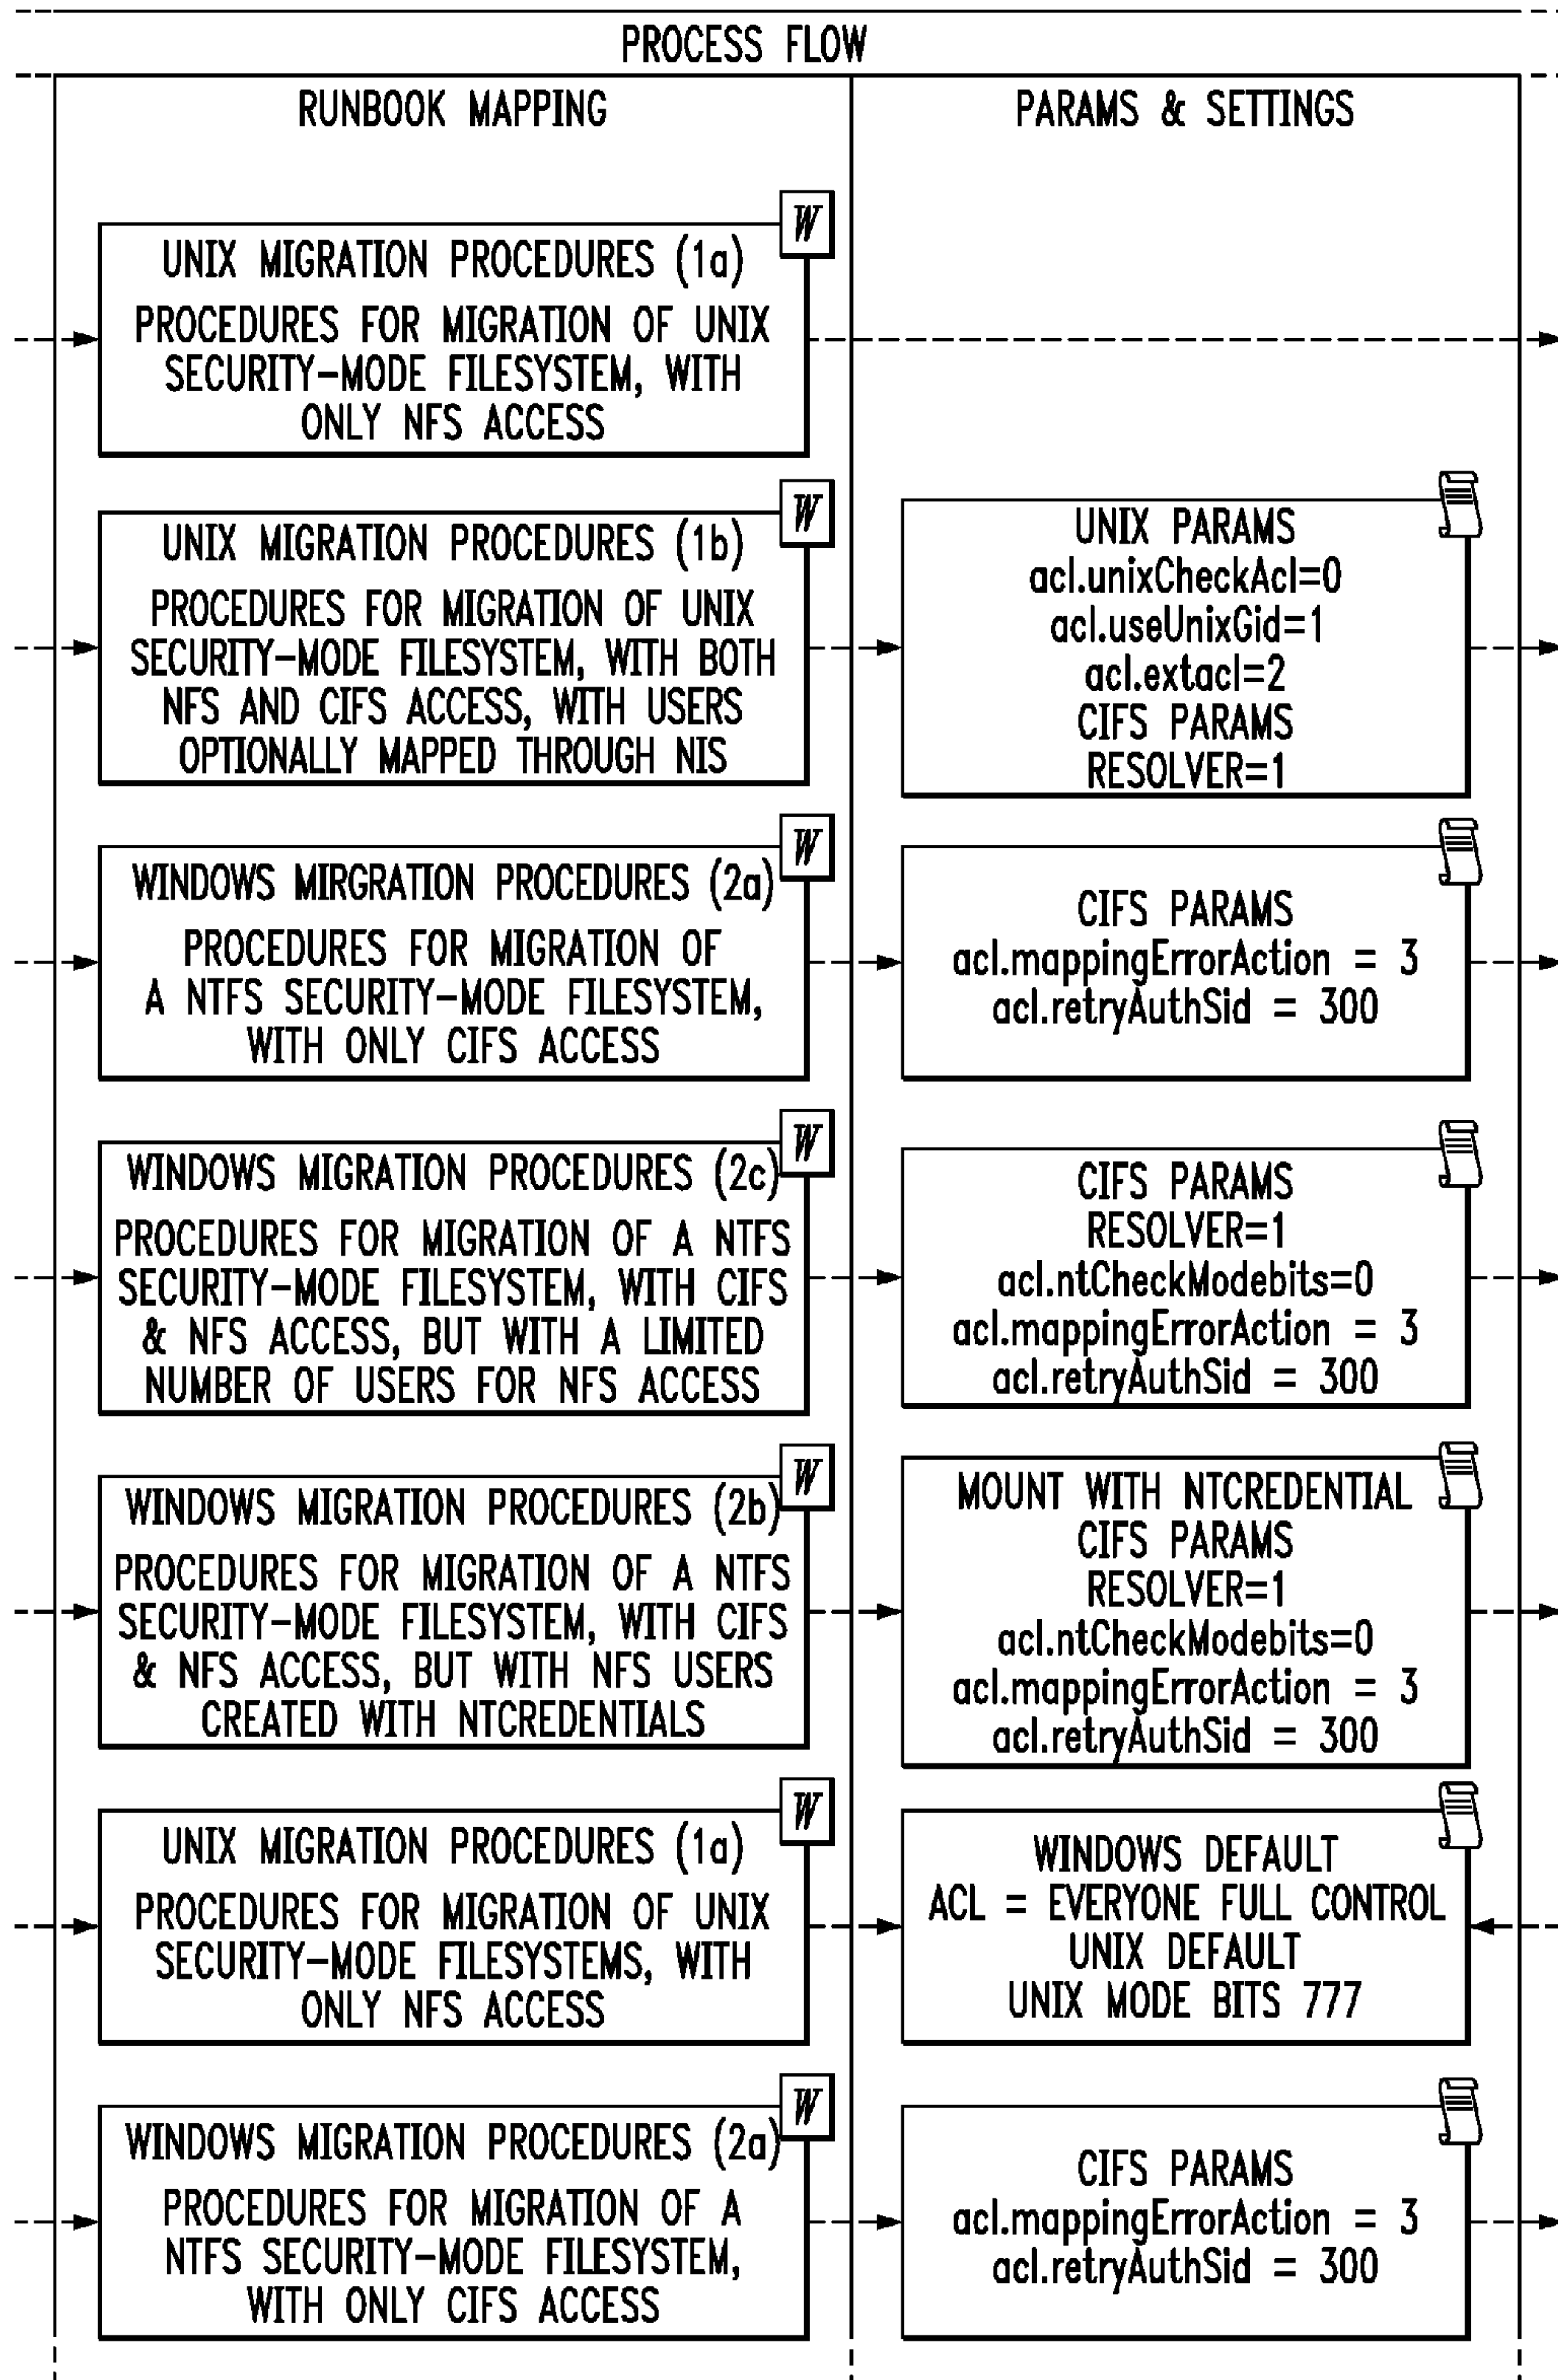 PROCESS FLOW
RUNBOOK MAPPING
PARAMS & SETTINGS
W
UNIX MIGRATION PROCEDURES (1a)
PROCEDURES FOR MIGRATION OF UNIX
SECURITY-MODE FILESYSTEM, WITH
ONLY NFS ACCESS
W
UNIX MIGRATION PROCEDURES (1b)
PROCEDURES FOR MIGRATION OF UNIX
SECURITY-MODE FILESYSTEM, WITH BOTH
NFS AND CIFS ACCESS, WITH USERS
OPTIONALLY MAPPED THROUGH NIS
UNIX PARAMS
acl.unixCheckAcl=0
acl.useUnixGid=1
acl.extacl=2
CIFS PARAMS
RESOLVER=1
W
WINDOWS MIRGRATION PROCEDURES (2a)
PROCEDURES FOR MIGRATION OF
A NTFS SECURITY-MODE FILESYSTEM,
WITH ONLY CIFS ACCESS
CIFS PARAMS
acl.mappingErrorAction = 3
acl.retryAuthSid = 300
W
WINDOWS MIGRATION PROCEDURES (2c)
PROCEDURES FOR MIGRATION OF A NTFS
SECURITY-MODE FILESYSTEM, WITH CIFS
& NFS ACCESS, BUT WITH A LIMITED
NUMBER OF USERS FOR NFS ACCESS
CIFS PARAMS
RESOLVER=1
acl.ntCheckModebits=0
acl.mappingErrorAction = 3
acl.retryAuthSid = 300
W
WINDOWS MIGRATION PROCEDURES (2b)
PROCEDURES FOR MIGRATION OF A NTFS
SECURITY-MODE FILESYSTEM, WITH CIFS
& NFS ACCESS, BUT WITH NFS USERS
CREATED WITH NTCREDENTIALS
MOUNT WITH NTCREDENTIAL
CIFS PARAMS
RESOLVER=1
acl.ntCheckModebits=0
acl.mappingErrorAction = 3
acl.retryAuthSid = 300
W
UNIX MIGRATION PROCEDURES (1a)
PROCEDURES FOR MIGRATION OF UNIX
SECURITY-MODE FILESYSTEMS, WITH
ONLY NFS ACCESS
WINDOWS DEFAULT
ACL = EVERYONE FULL CONTROL
UNIX DEFAULT
UNIX MODE BITS 777
W
WINDOWS MIGRATION PROCEDURES (2a)
PROCEDURES FOR MIGRATION OF A
NTFS SECURITY-MODE FILESYSTEM,
WITH ONLY CIFS ACCESS
CIFS PARAMS
acl.mappingErrorAction = 3
acl.retryAuthSid = 300